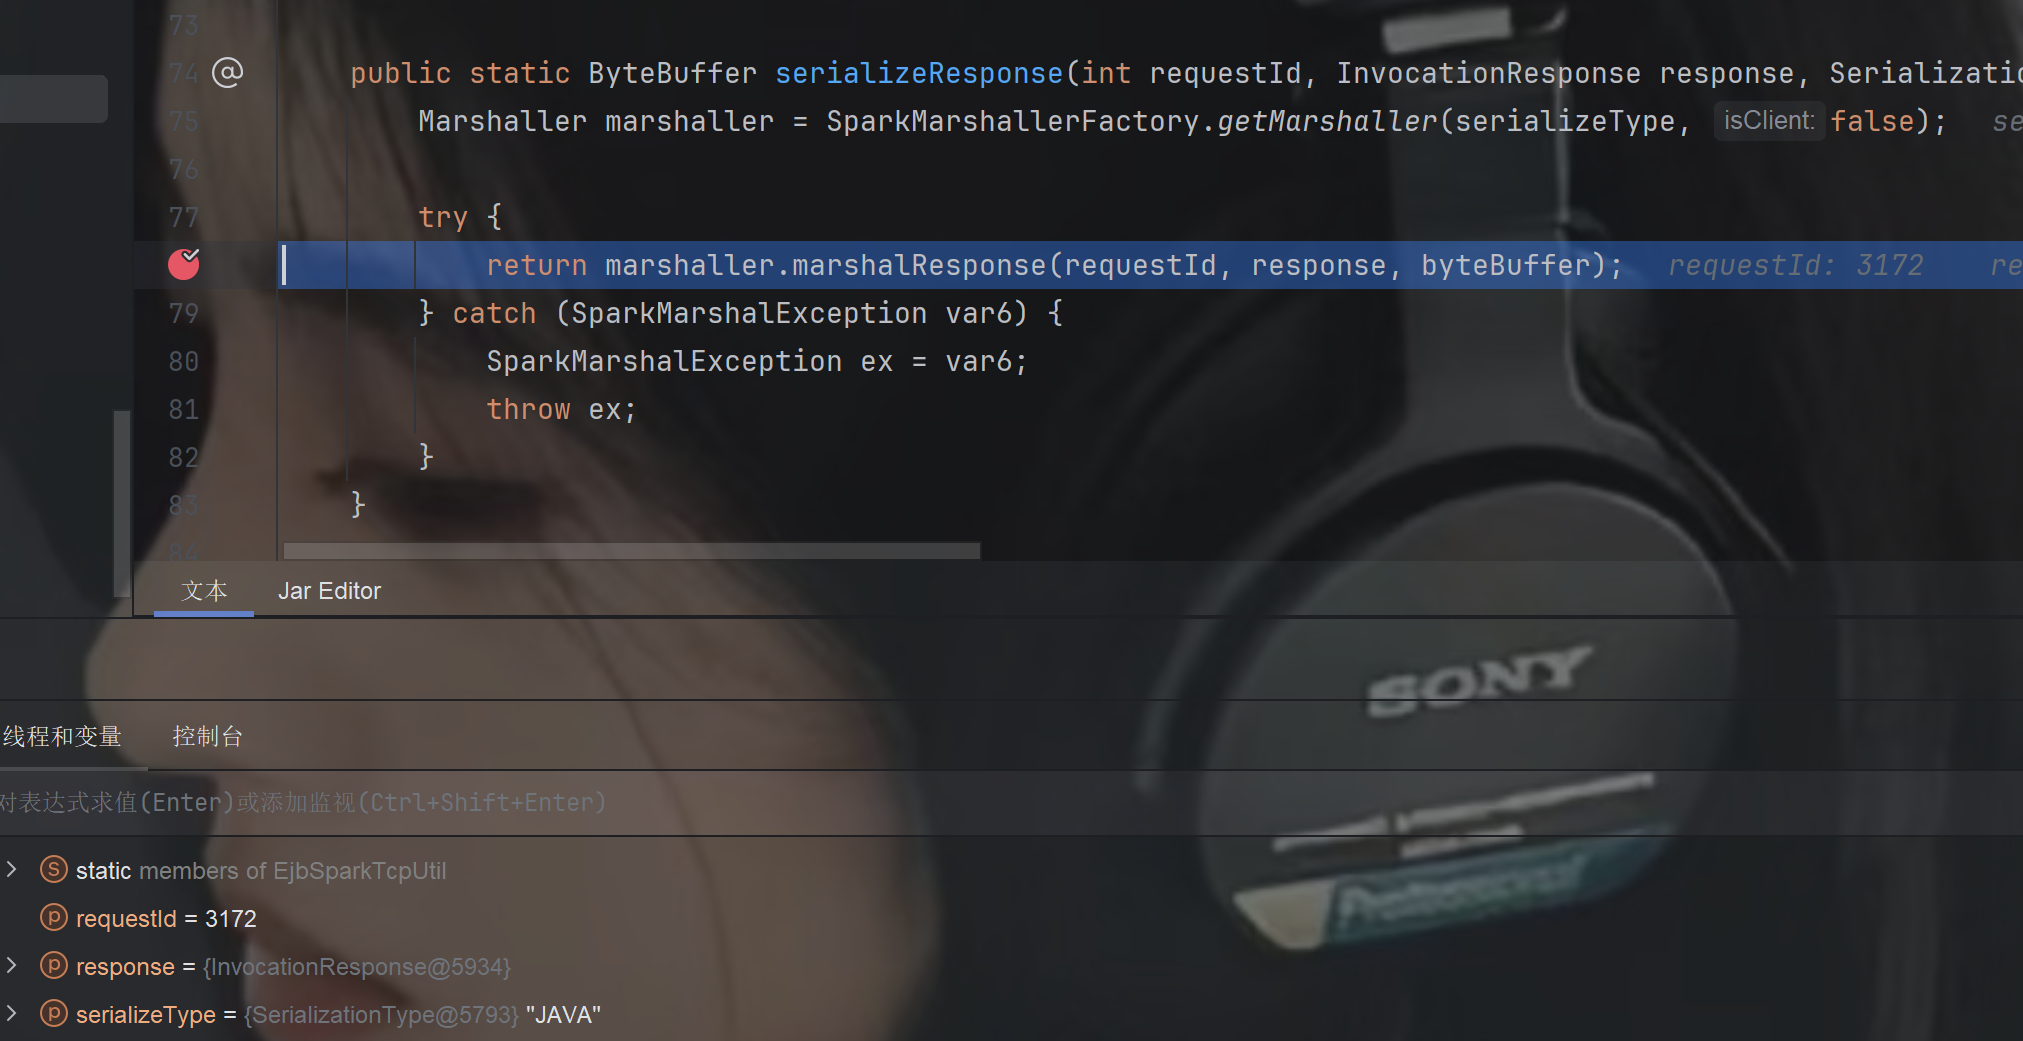 73
74 @ public static ByteBuffer serializeResponse(int requestId, InvocationResponse response, Serializatio
75 Marshaller marshaller = SparkMarshallerFactory.getMarshaller(serializeType, isClient: false); se
76
77 try {
return marshaller.marshalResponse(requestId, response, byteBuffer); requestId: 3172 re
79 } catch (SparkMarshalException var6) {
80 SparkMarshalException ex = var6;
81 throw ex;
82 }
83 }
84
文本 Jar Editor
SONY
线程和变量 控制台
对表达式求值(Enter)或添加监视(Ctrl+Shift+Enter)
S static members of EjbSparkTcpUtil
p requestId = 3172
p response = {InvocationResponse@5934}
p serializeType = {SerializationType@5793} "JAVA"